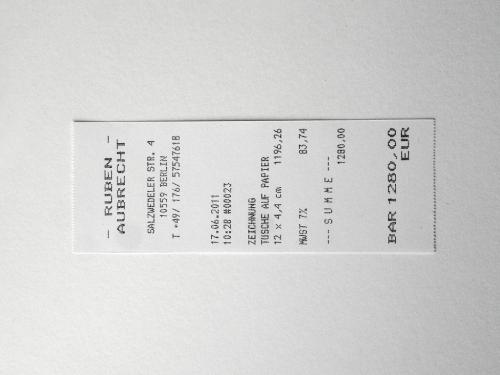 — RUBEN —
AUBRECHT
SALZWEDELER STR. 4
10559 BERLIN
T +49/ 176/ 57547618
17.06.2011
10:28 #00023
ZEICHNUNG
TUSCHE AUF PAPIER
12 x 4,4 cm 1196,26
MWST 7% 83,74
--- S U M M E ---
1280,00
BAR 1280,00
EUR